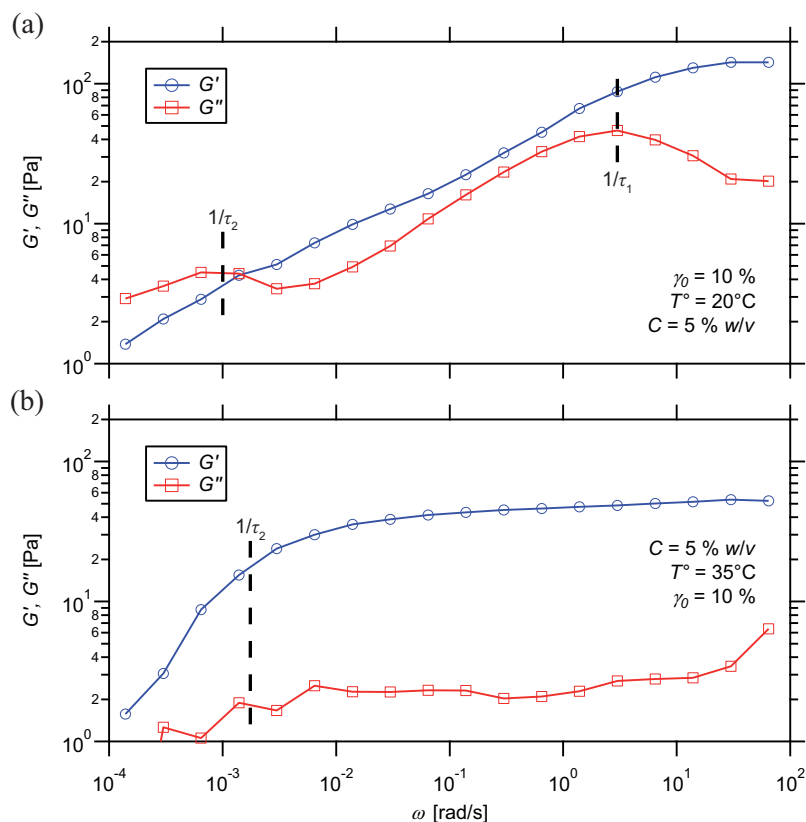 (a)
2
10²
8
6
4
2
10¹
8
6
4
2
10⁰
G', G'' [Pa]
G'
G''
1/τ₂
1/τ₁
γ₀ = 10 %
T° = 20°C
C = 5 % w/v
(b)
2
10²
8
6
4
2
10¹
8
6
4
2
10⁰
G', G'' [Pa]
G'
G''
1/τ₂
C = 5 % w/v
T° = 35°C
γ₀ = 10 %
10⁻⁴ 10⁻³ 10⁻² 10⁻¹ 10⁰ 10¹ 10²
ω [rad/s]